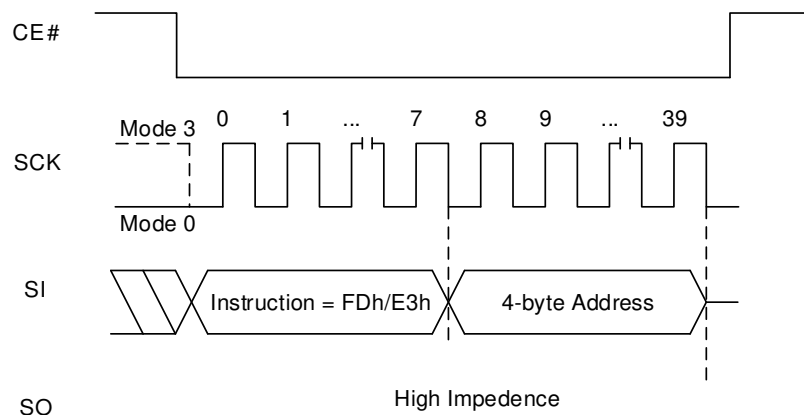 CE#
Mode 3
0 1 ... 7 8 9 ... 39
SCK
Mode 0
SI
Instruction = FDh/E3h
4-byte Address
High Impedence
SO